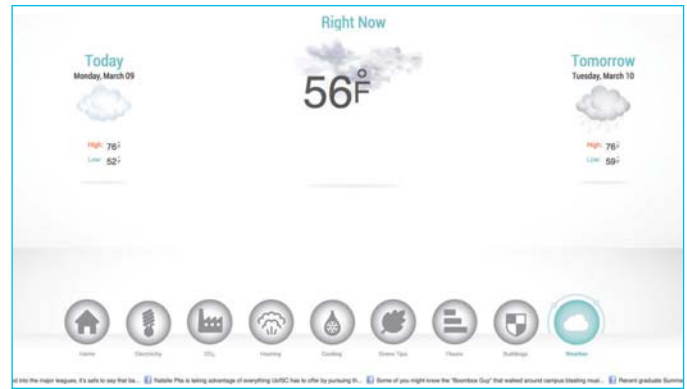 Right Now
56°F
Today
Monday, March 09
High: 76°F
Low: 52°F
Tomorrow
Tuesday, March 10
High: 76°F
Low: 59°F
Home
Electricity
CO₂
Heating
Cooling
Green Tips
Floors
Buildings
Weather
d into the major leagues, it's safe to say that ba... Natalie Pita is taking advantage of everything UofSC has to offer by pursuing th... Some of you might know the "Boombox Guy" that walked around campus blasting musi... Recent graduate Summe